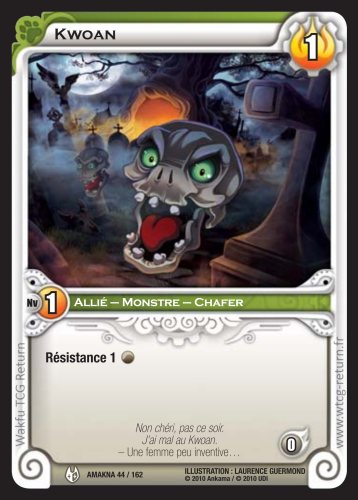 Kwoan
1
Nv 1 Allié – Monstre – Chafer
Résistance 1
Non chéri, pas ce soir.
J'ai mal au Kwoan.
– Une femme peu inventive…
0
AMAKNA 44 / 162
ILLUSTRATION : LAURENCE GUERMOND
© 2010 Ankama / © 2010 UDI
Wakfu TCG Return
www.wtcg-return.fr